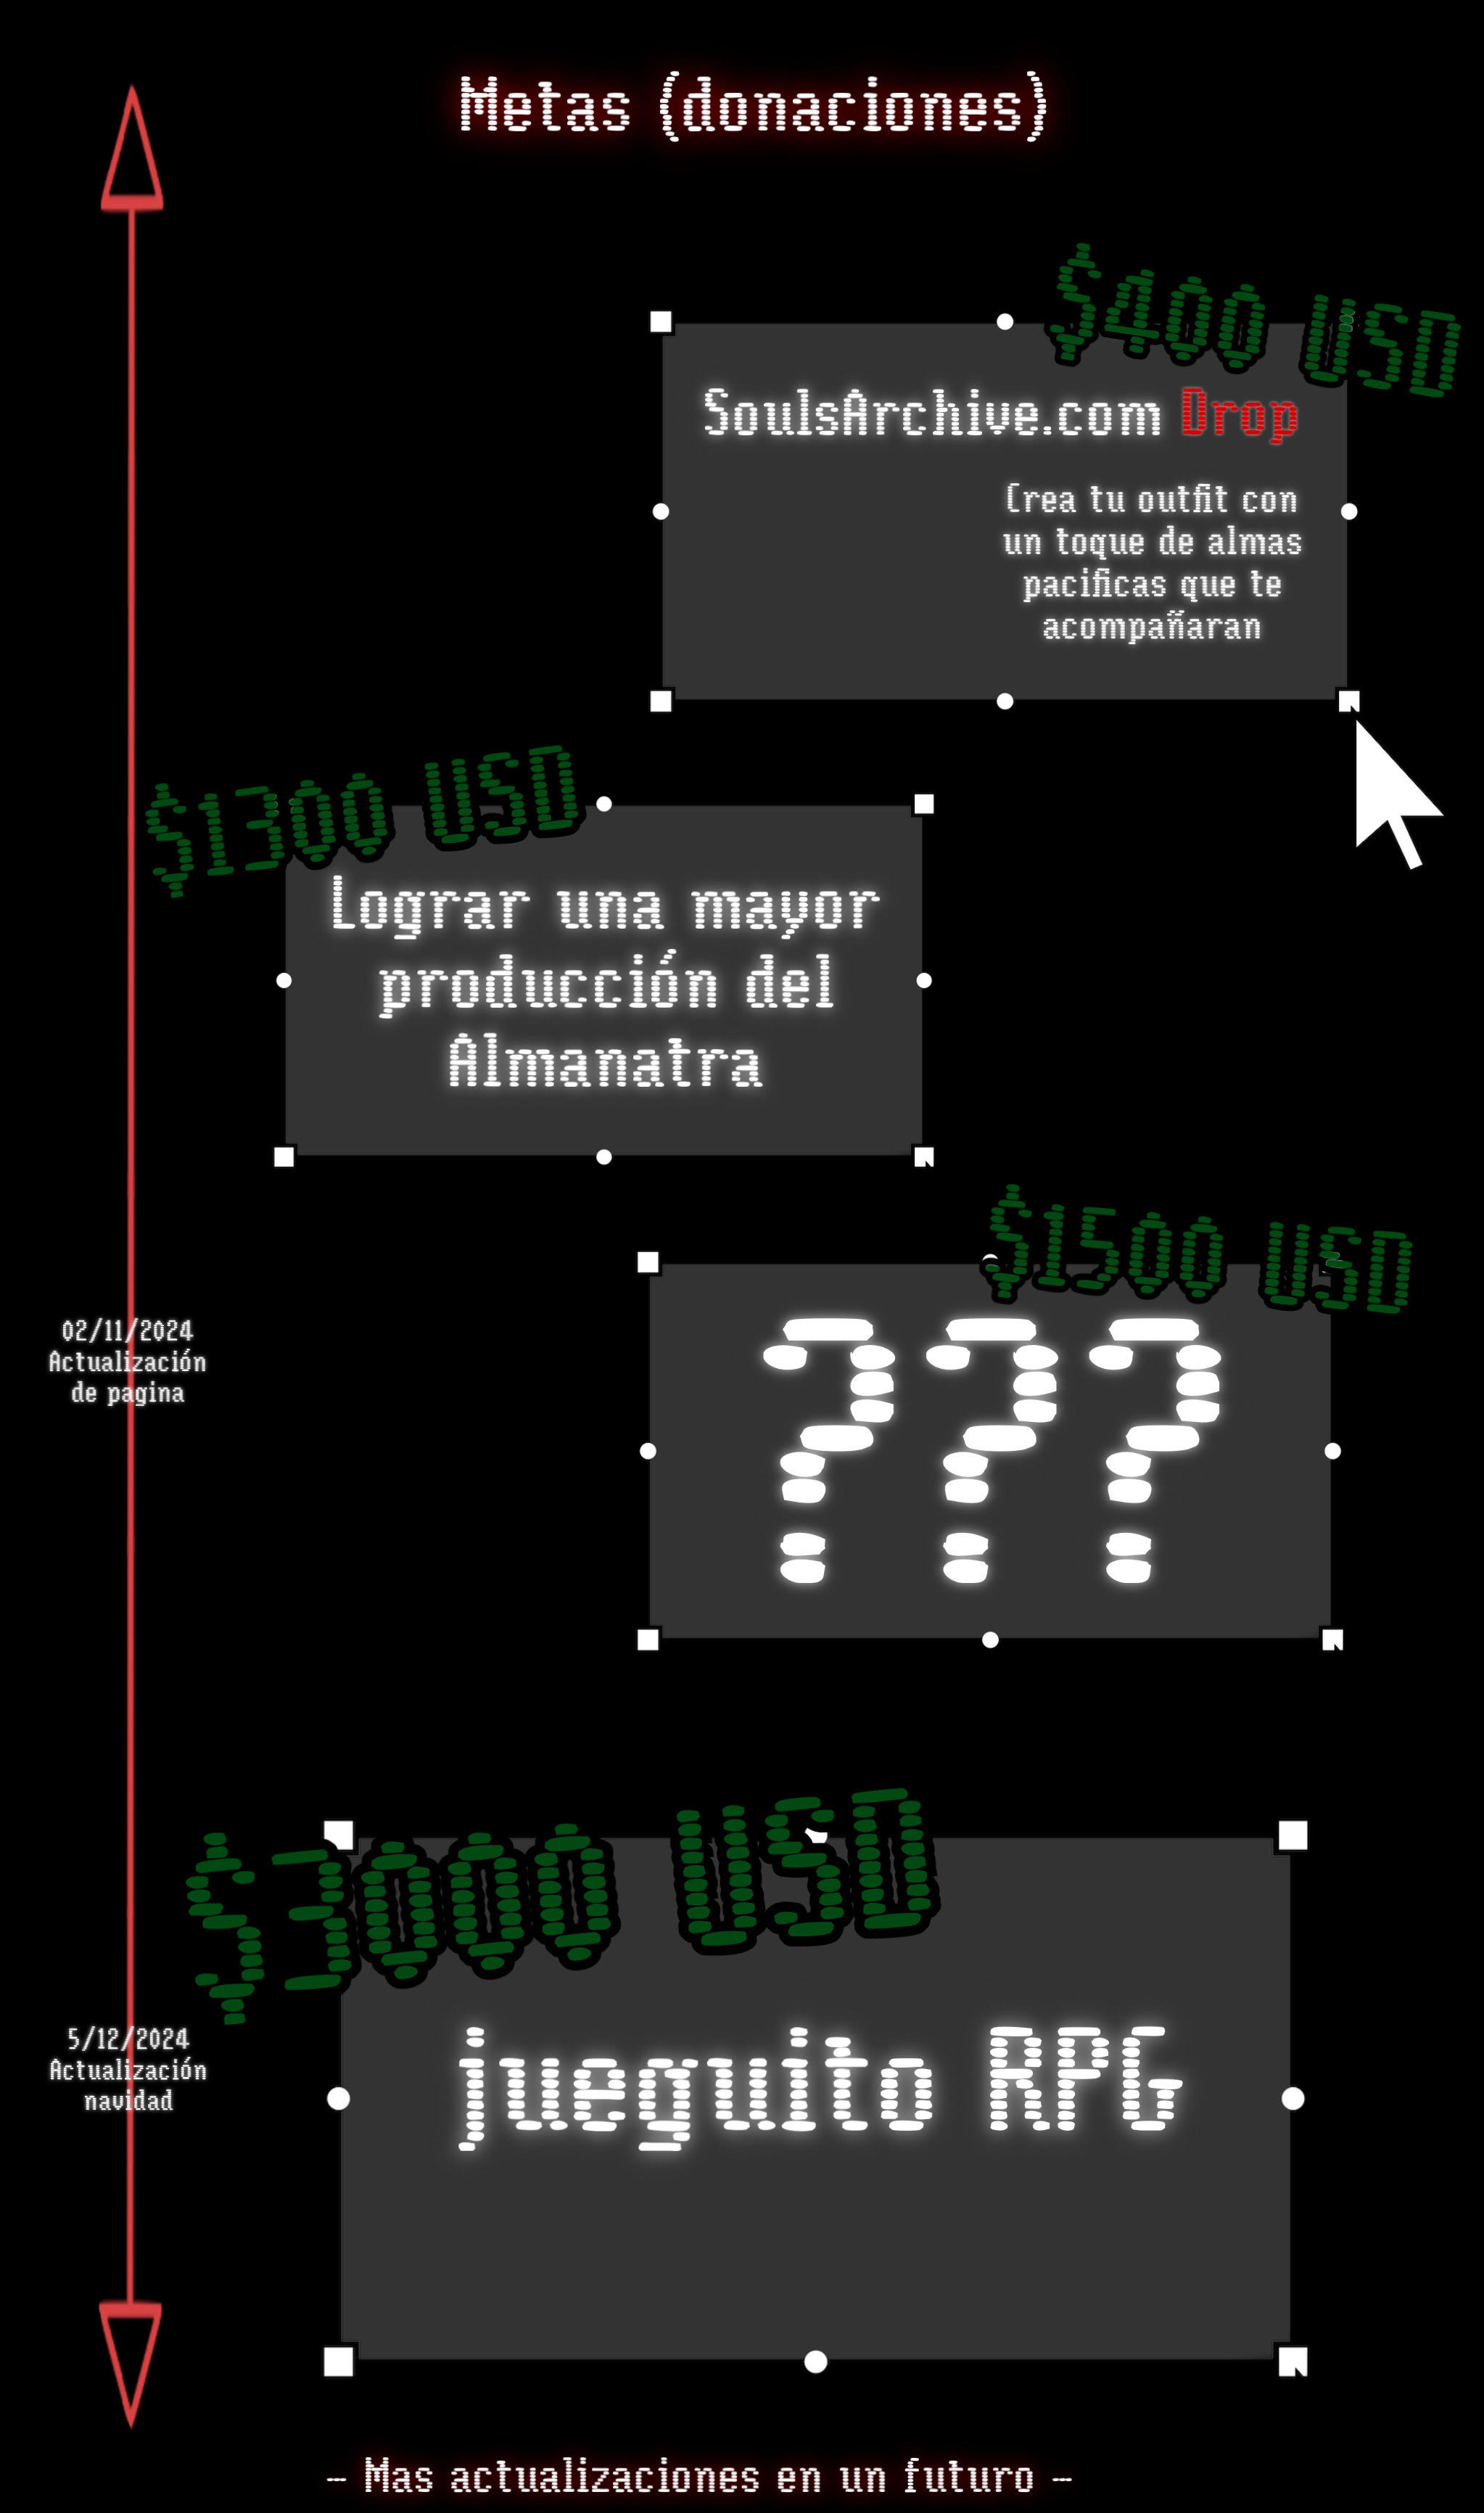 Metas (donaciones)
$400 USD
SoulsArchive.com Drop
Crea tu outfit con
un toque de almas
pacificas que te
acompañaran
$1300 USD
Lograr una mayor
producción del
Almanatra
$1500 USD
???
02/11/2024
Actualización
de pagina
$3000 USD
jueguito RPG
5/12/2024
Actualización
navidad
- Mas actualizaciones en un futuro -